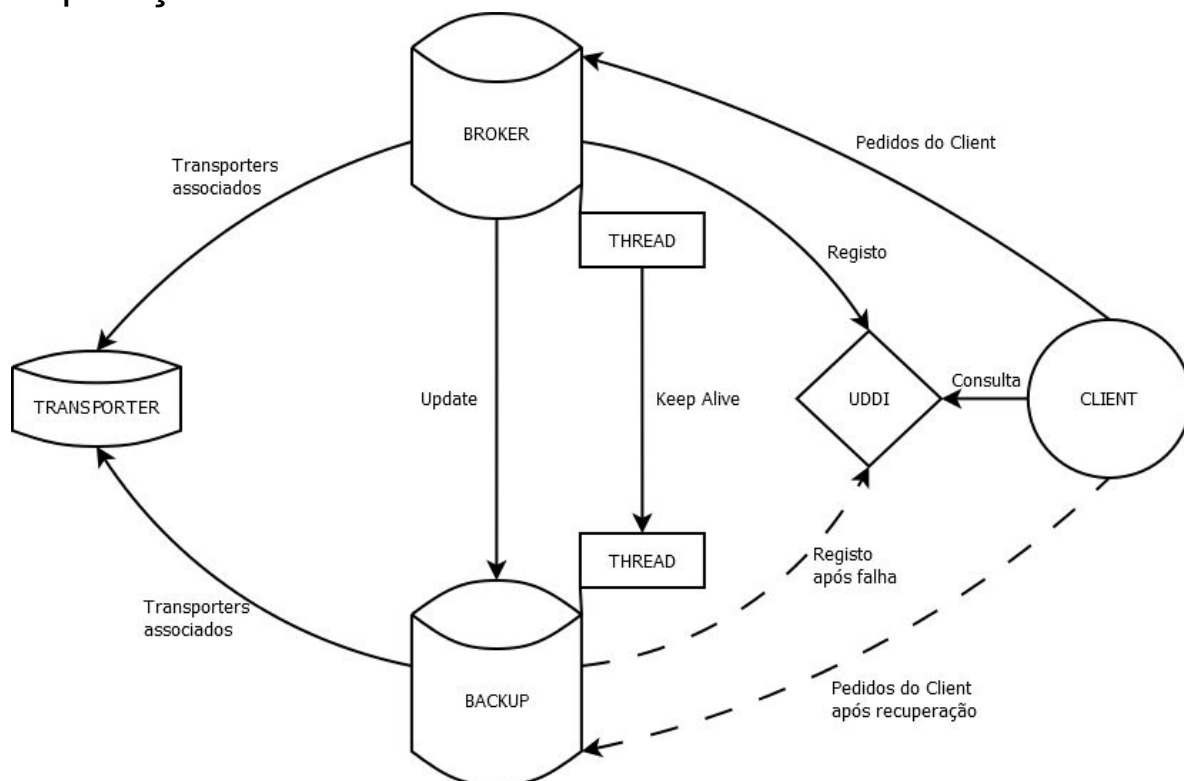 BROKER
Pedidos do Client
Transporters
associados
THREAD
Registo
Consulta
TRANSPORTER
Update
Keep Alive
UDDI
CLIENT
THREAD
Registo
após falha
Transporters
associados
BACKUP
Pedidos do Client
após recuperação